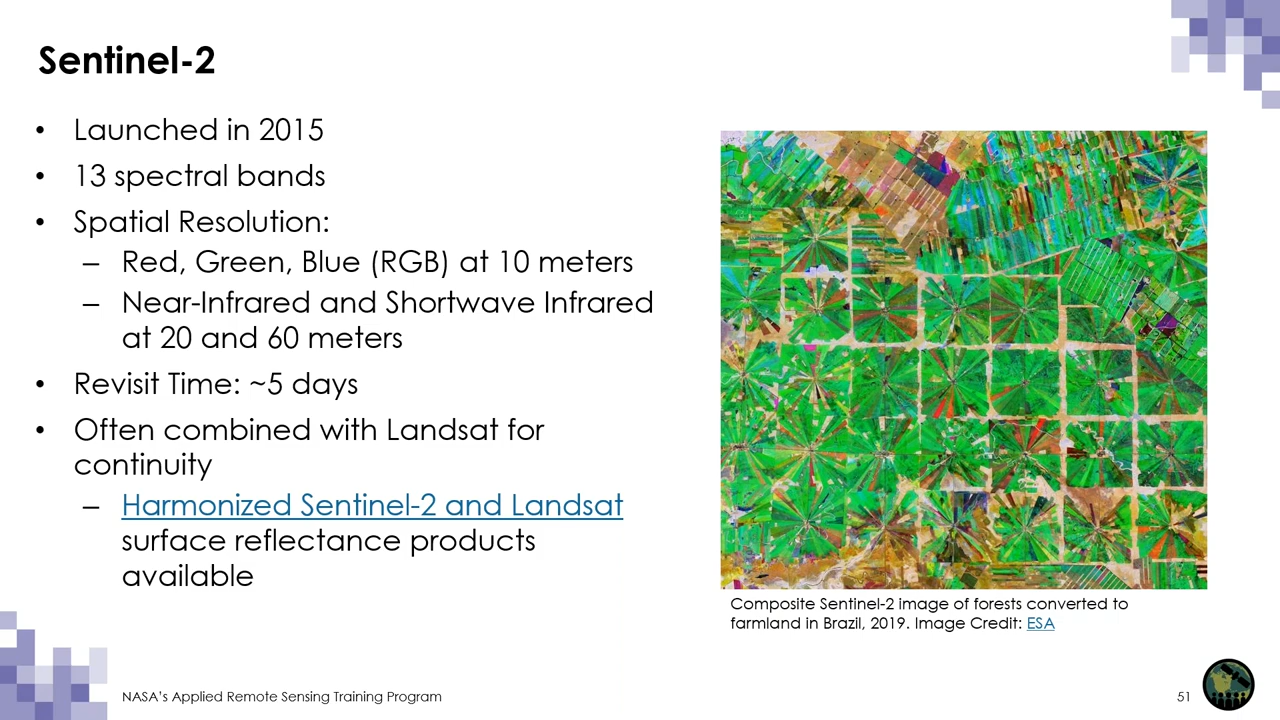 Sentinel-2
• Launched in 2015
• 13 spectral bands
• Spatial Resolution:
– Red, Green, Blue (RGB) at 10 meters
– Near-Infrared and Shortwave Infrared
at 20 and 60 meters
• Revisit Time: ~5 days
• Often combined with Landsat for
continuity
– Harmonized Sentinel-2 and Landsat
surface reflectance products
available
Composite Sentinel-2 image of forests converted to
farmland in Brazil, 2019. Image Credit: ESA
NASA's Applied Remote Sensing Training Program
51